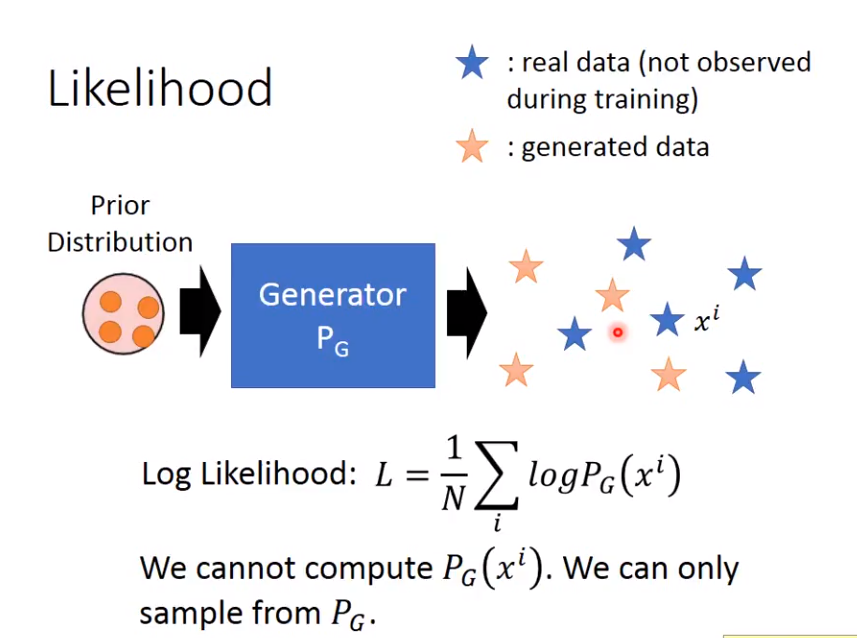 Likelihood
: real data (not observed
during training)
: generated data
Prior
Distribution
Generator
P_G
x^i
Log Likelihood: L = \frac{1}{N} \sum_i logP_G(x^i)
We cannot compute P_G(x^i). We can only
sample from P_G.